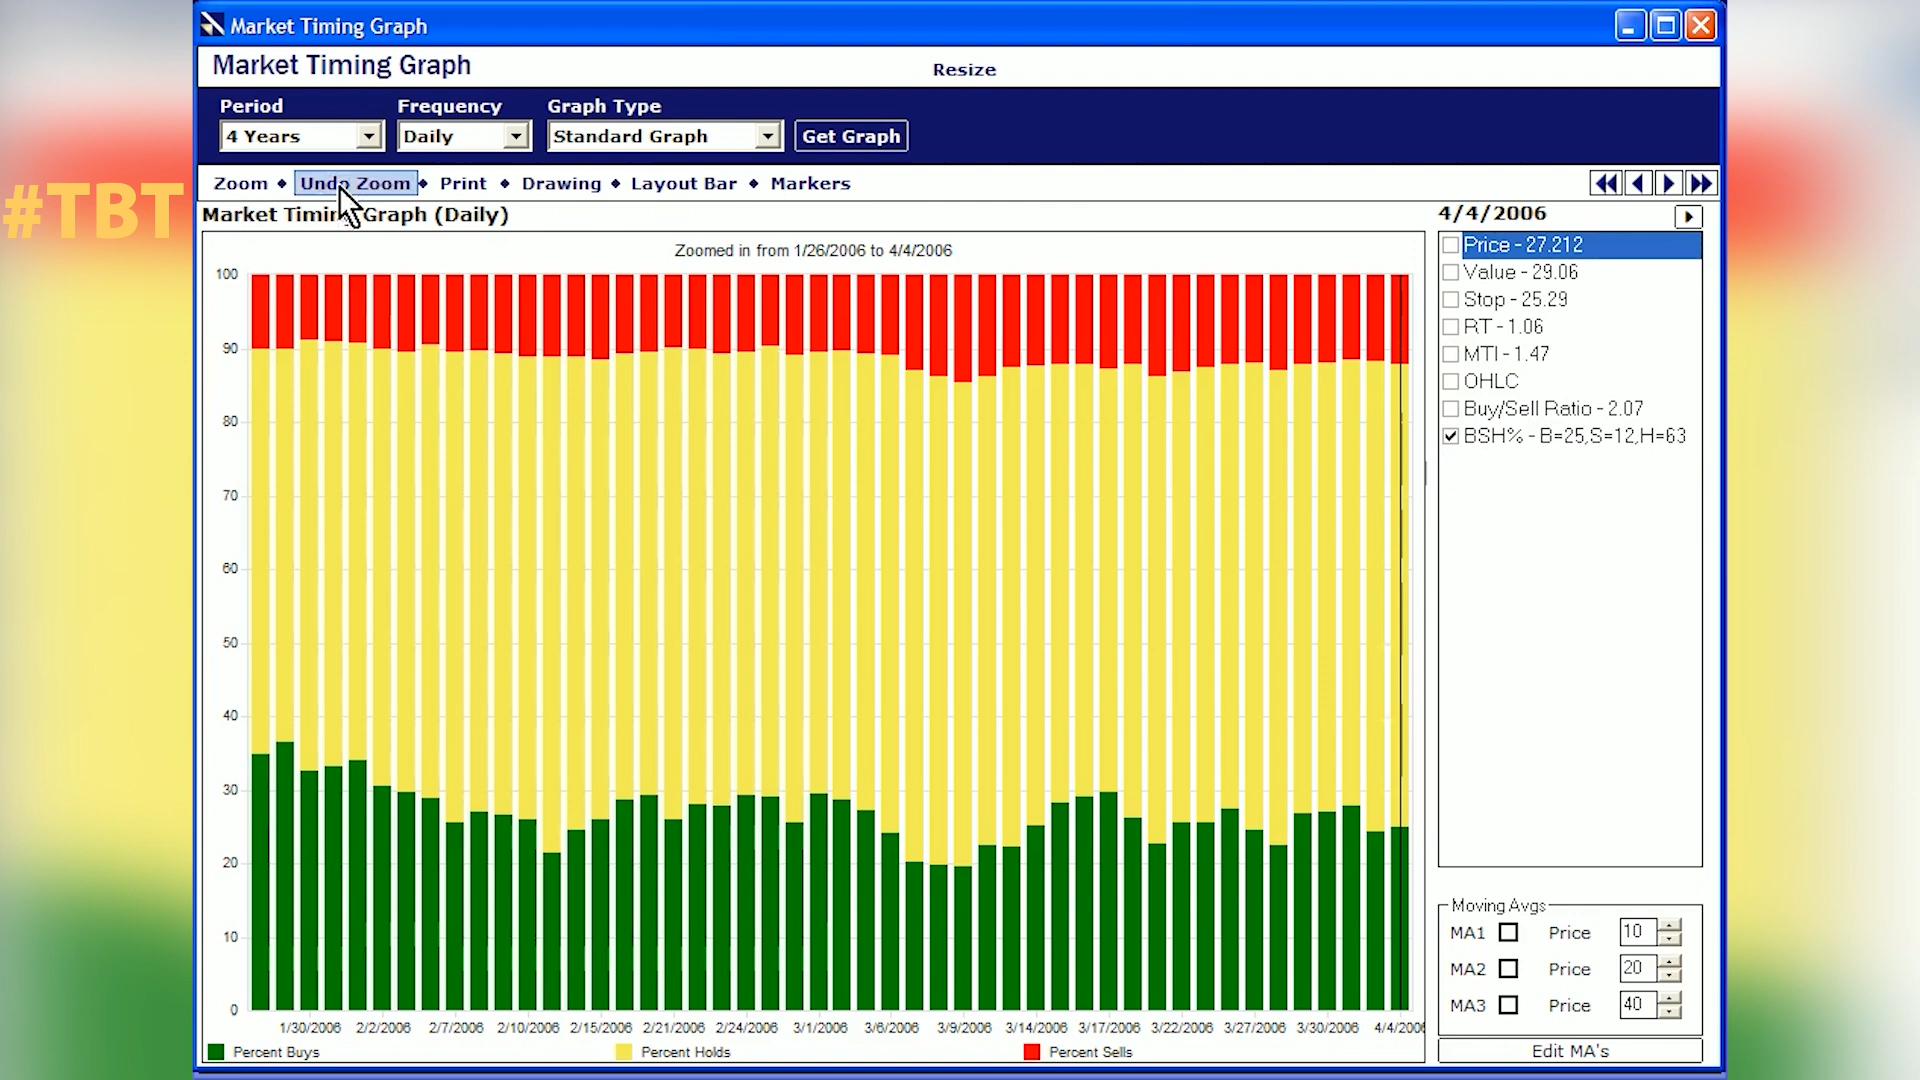 Market Timing Graph
Market Timing Graph
Resize
Period Frequency Graph Type
4 Years Daily Standard Graph Get Graph
Zoom Undo Zoom Print Drawing Layout Bar Markers
#TBT
Market Timing Graph (Daily)
4/4/2006
Zoomed in from 1/26/2006 to 4/4/2006
100
90
80
70
60
50
40
30
20
10
0
1/30/2006 2/2/2006 2/7/2006 2/10/2006 2/15/2006 2/21/2006 2/24/2006 3/1/2006 3/6/2006 3/9/2006 3/14/2006 3/17/2006 3/22/2006 3/27/2006 3/30/2006 4/4/2006
Percent Buys Percent Holds Percent Sells
Price - 27.212
Value - 29.06
Stop - 25.29
RT - 1.06
MTI - 1.47
OHLC
Buy/Sell Ratio - 2.07
BSH% - B=25,S=12,H=63
Moving Avgs
MA1 Price 10
MA2 Price 20
MA3 Price 40
Edit MA's